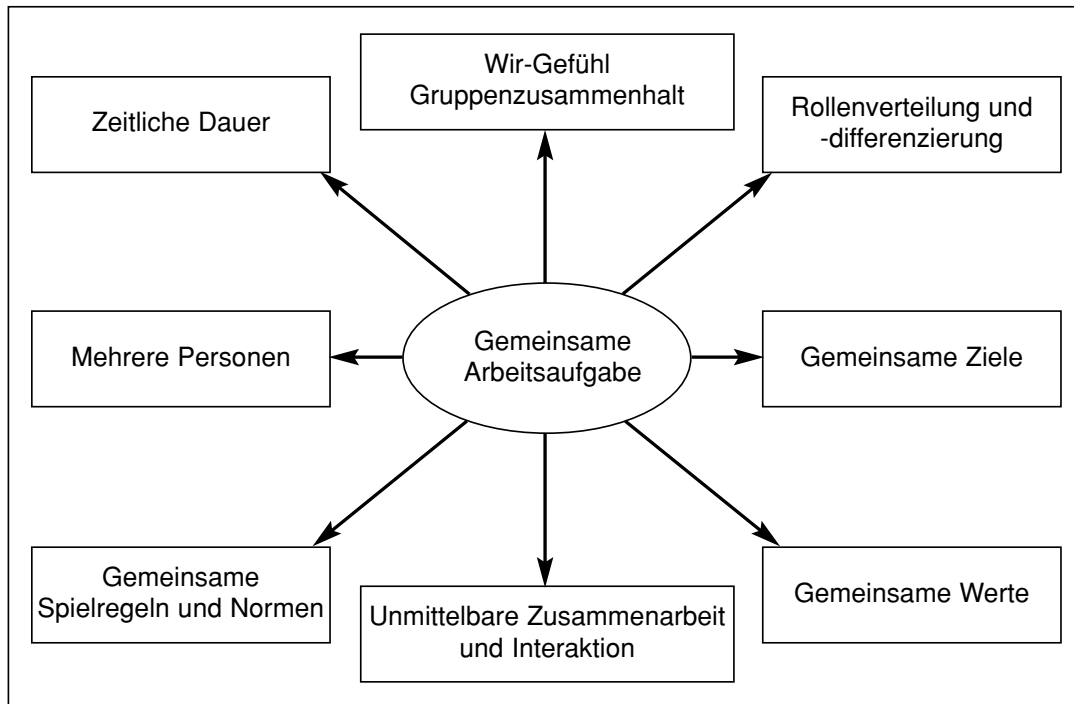 Wir-Gefühl
Gruppenzusammenhalt
Zeitliche Dauer
Rollenverteilung und
-differenzierung
Mehrere Personen
Gemeinsame
Arbeitsaufgabe
Gemeinsame Ziele
Gemeinsame
Spielregeln und Normen
Unmittelbare Zusammenarbeit
und Interaktion
Gemeinsame Werte